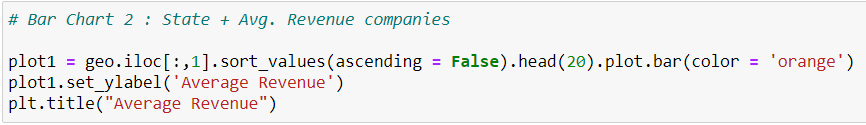 # Bar Chart 2 : State + Avg. Revenue companies
plot1 = geo.iloc[:,1].sort_values(ascending = False).head(20).plot.bar(color = 'orange')
plot1.set_ylabel('Average Revenue')
plt.title("Average Revenue")